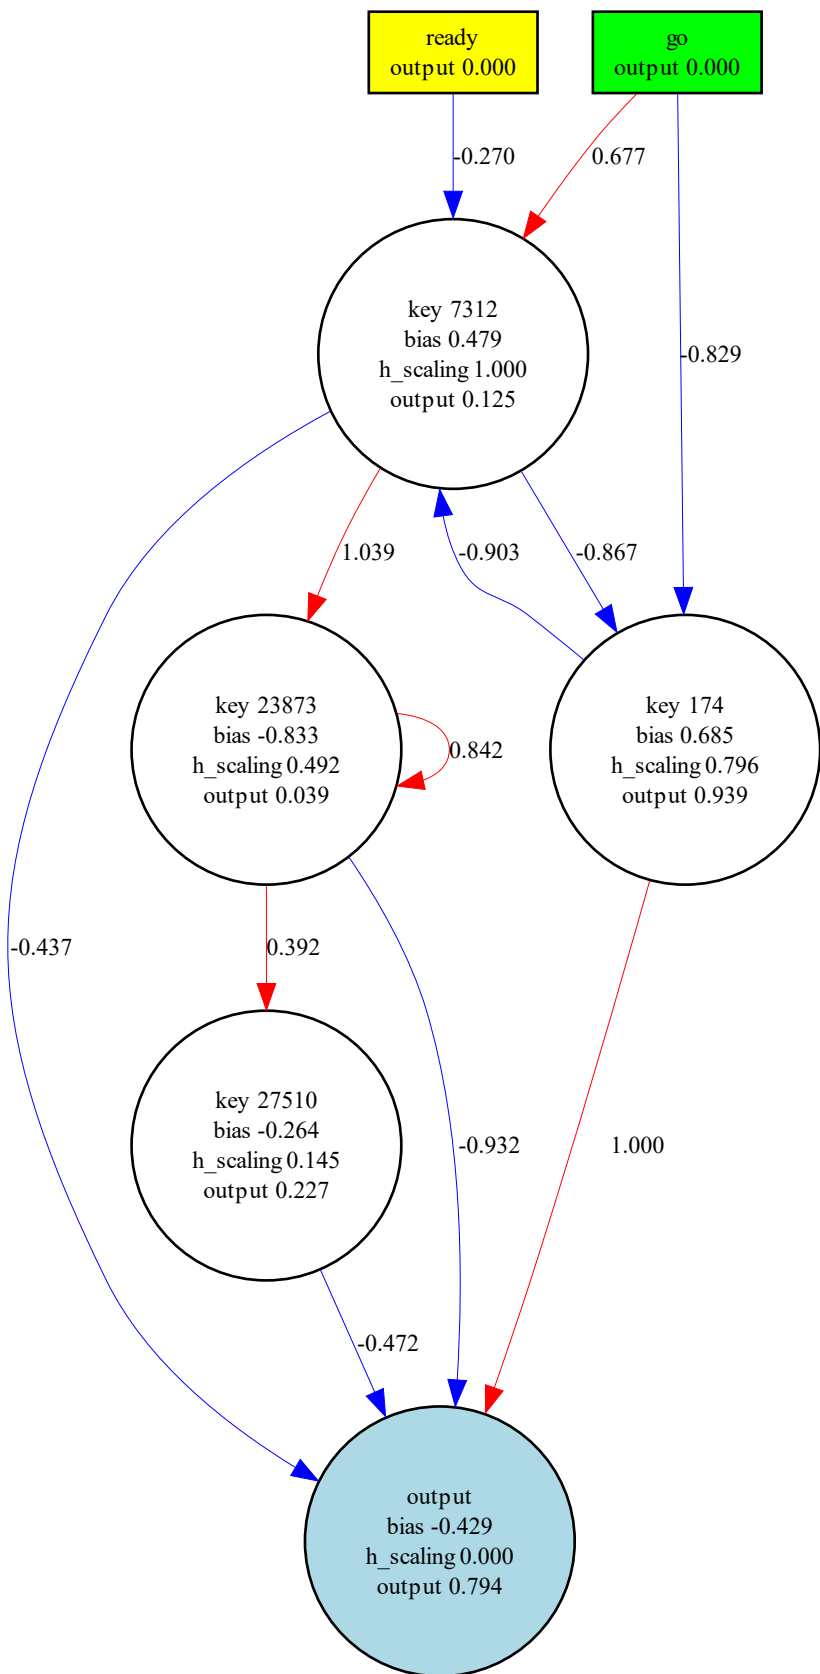 ready
output 0.000
go
output 0.000
-0.270
0.677
key 7312
bias 0.479
h_scaling 1.000
output 0.125
-0.829
1.039
-0.903
-0.867
key 23873
bias -0.833
h_scaling 0.492
output 0.039
0.842
key 174
bias 0.685
h_scaling 0.796
output 0.939
-0.437
0.392
key 27510
bias -0.264
h_scaling 0.145
output 0.227
-0.932
1.000
-0.472
output
bias -0.429
h_scaling 0.000
output 0.794